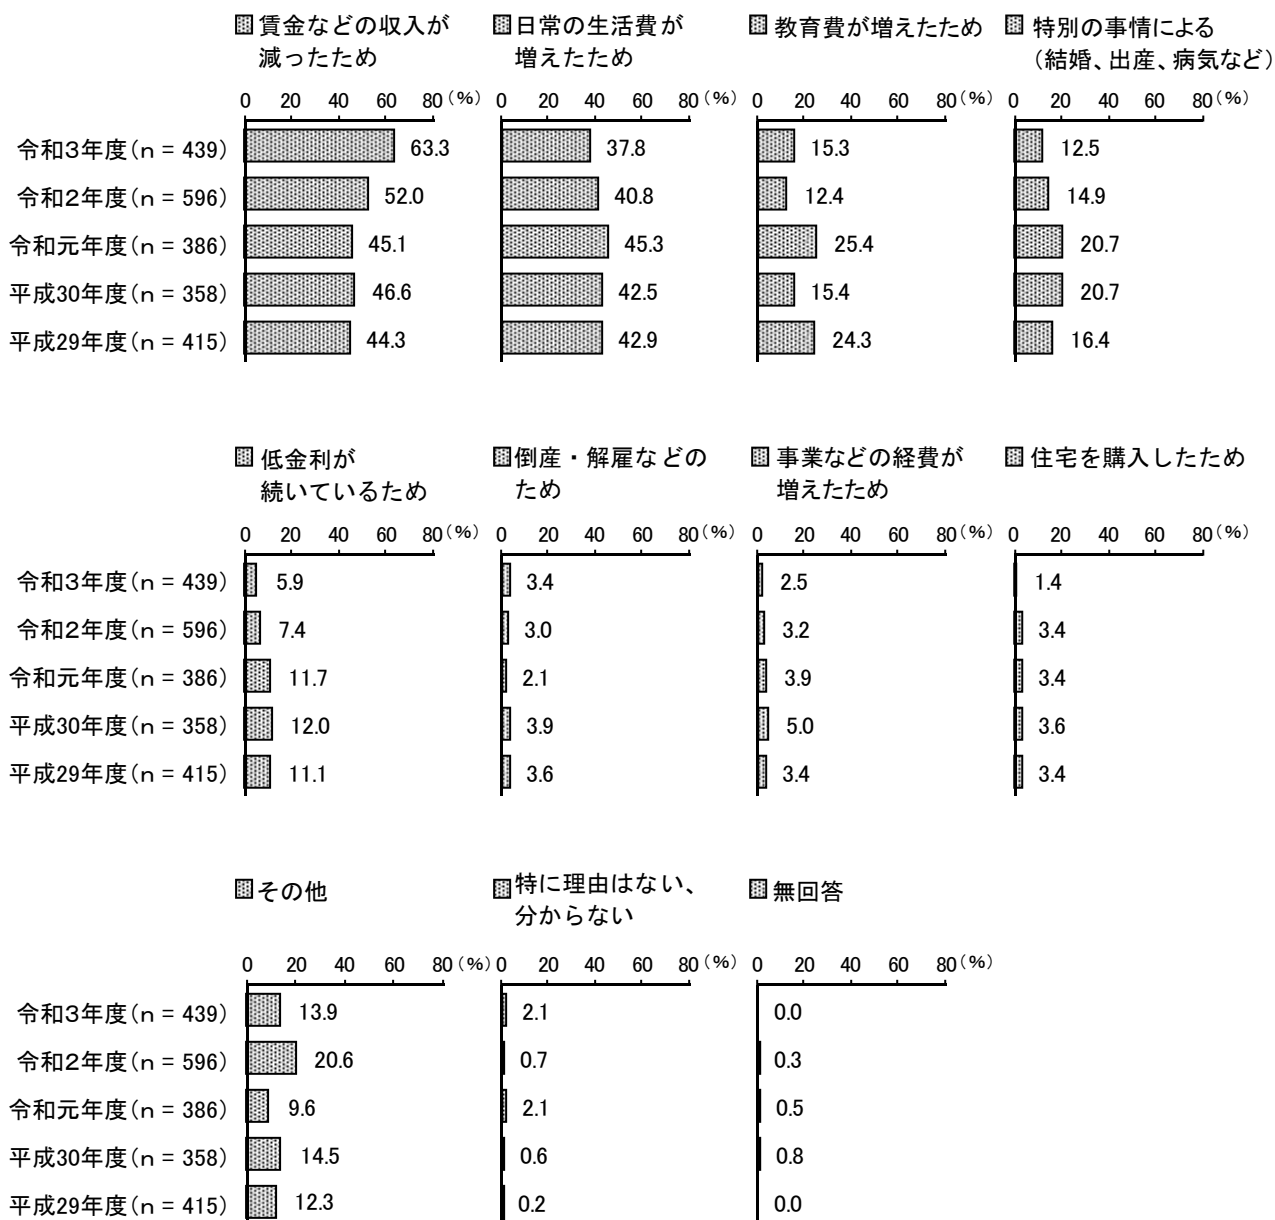 賃金などの収入が
減ったため
日常の生活費が
増えたため
教育費が増えたため
特別の事情による
（結婚、出産、病気など）
0 20 40 60 80（%） 0 20 40 60 80（%） 0 20 40 60 80（%） 0 20 40 60 80（%）
令和３年度（ｎ = 439） 63.3 37.8 15.3 12.5
令和２年度（ｎ = 596） 52.0 40.8 12.4 14.9
令和元年度（ｎ = 386） 45.1 45.3 25.4 20.7
平成30年度（ｎ = 358） 46.6 42.5 15.4 20.7
平成29年度（ｎ = 415） 44.3 42.9 24.3 16.4
低金利が
続いているため
倒産・解雇などの
ため
事業などの経費が
増えたため
住宅を購入したため
0 20 40 60 80（%） 0 20 40 60 80（%） 0 20 40 60 80（%） 0 20 40 60 80（%）
令和３年度（ｎ = 439） 5.9 3.4 2.5 1.4
令和２年度（ｎ = 596） 7.4 3.0 3.2 3.4
令和元年度（ｎ = 386） 11.7 2.1 3.9 3.4
平成30年度（ｎ = 358） 12.0 3.9 5.0 3.6
平成29年度（ｎ = 415） 11.1 3.6 3.4 3.4
その他
特に理由はない、
分からない
無回答
0 20 40 60 80（%） 0 20 40 60 80（%） 0 20 40 60 80（%）
令和３年度（ｎ = 439） 13.9 2.1 0.0
令和２年度（ｎ = 596） 20.6 0.7 0.3
令和元年度（ｎ = 386） 9.6 2.1 0.5
平成30年度（ｎ = 358） 14.5 0.6 0.8
平成29年度（ｎ = 415） 12.3 0.2 0.0